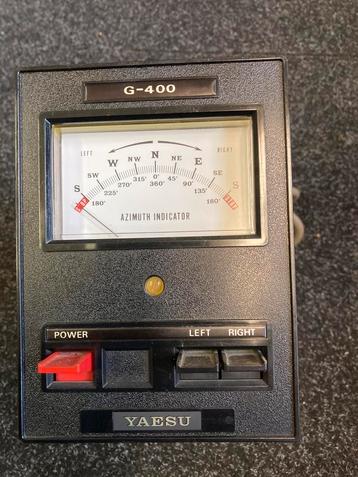 G-400
LEFT RIGHT
S SW W NW N NE E SE S
180° 225° 270° 315° 0° 360° 45° 90° 135° 180°
AZIMUTH INDICATOR
POWER LEFT RIGHT
YAESU